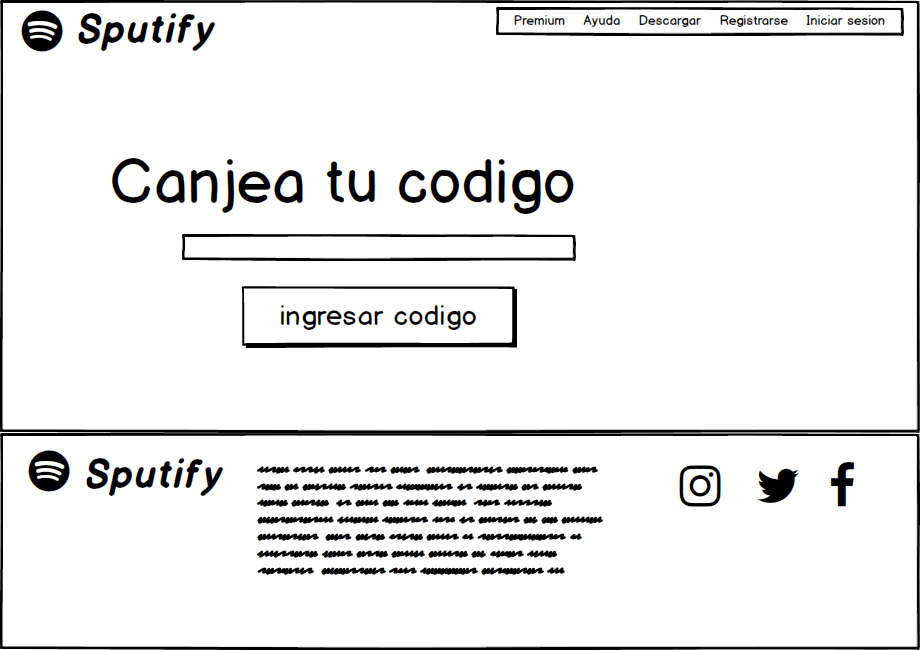 Sputify
Premium Ayuda Descargar Registrarse Iniciar sesion
Canjea tu codigo
ingresar codigo
Sputify